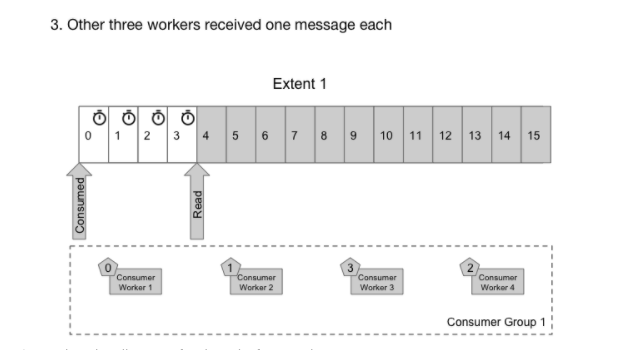 3. Other three workers received one message each
Extent 1
0 1 2 3 4 5 6 7 8 9 10 11 12 13 14 15
Consumed
Read
0
Consumer
Worker 1
1
Consumer
Worker 2
3
Consumer
Worker 3
2
Consumer
Worker 4
Consumer Group 1